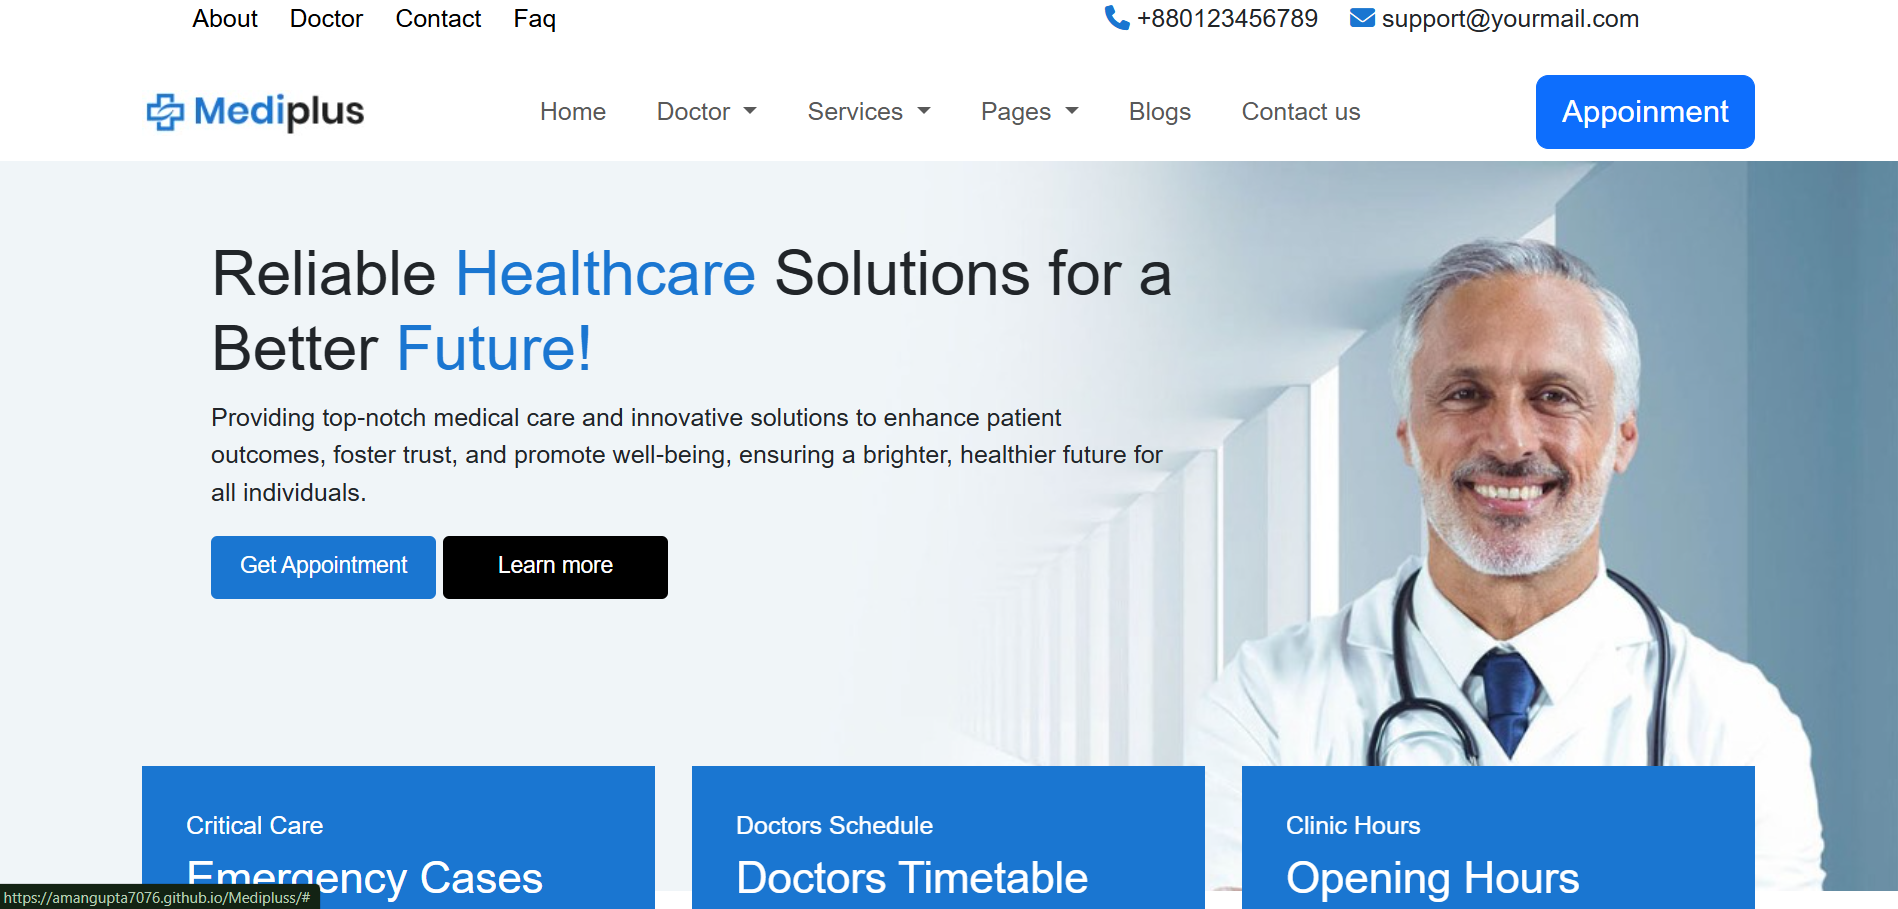 About Doctor Contact Faq +880123456789 support@yourmail.com
Mediplus Home Doctor Services Pages Blogs Contact us Appoinment
Reliable Healthcare Solutions for a
Better Future!
Providing top-notch medical care and innovative solutions to enhance patient
outcomes, foster trust, and promote well-being, ensuring a brighter, healthier future for
all individuals.
Get Appointment Learn more
Critical Care
Emergency Cases
Doctors Schedule
Doctors Timetable
Clinic Hours
Opening Hours
https://amangupta7076.github.io/Medipluss/#